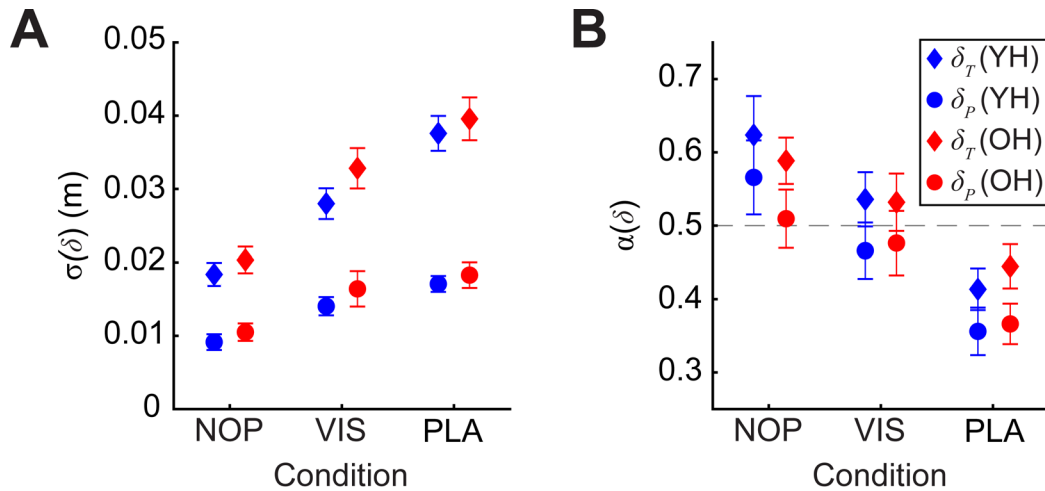 A
σ(δ) (m)
0.05
0.04
0.03
0.02
0.01
0
NOP VIS PLA
Condition
B
α(δ)
0.7
0.6
0.5
0.4
0.3
NOP VIS PLA
Condition
δT (YH)
δP (YH)
δT (OH)
δP (OH)